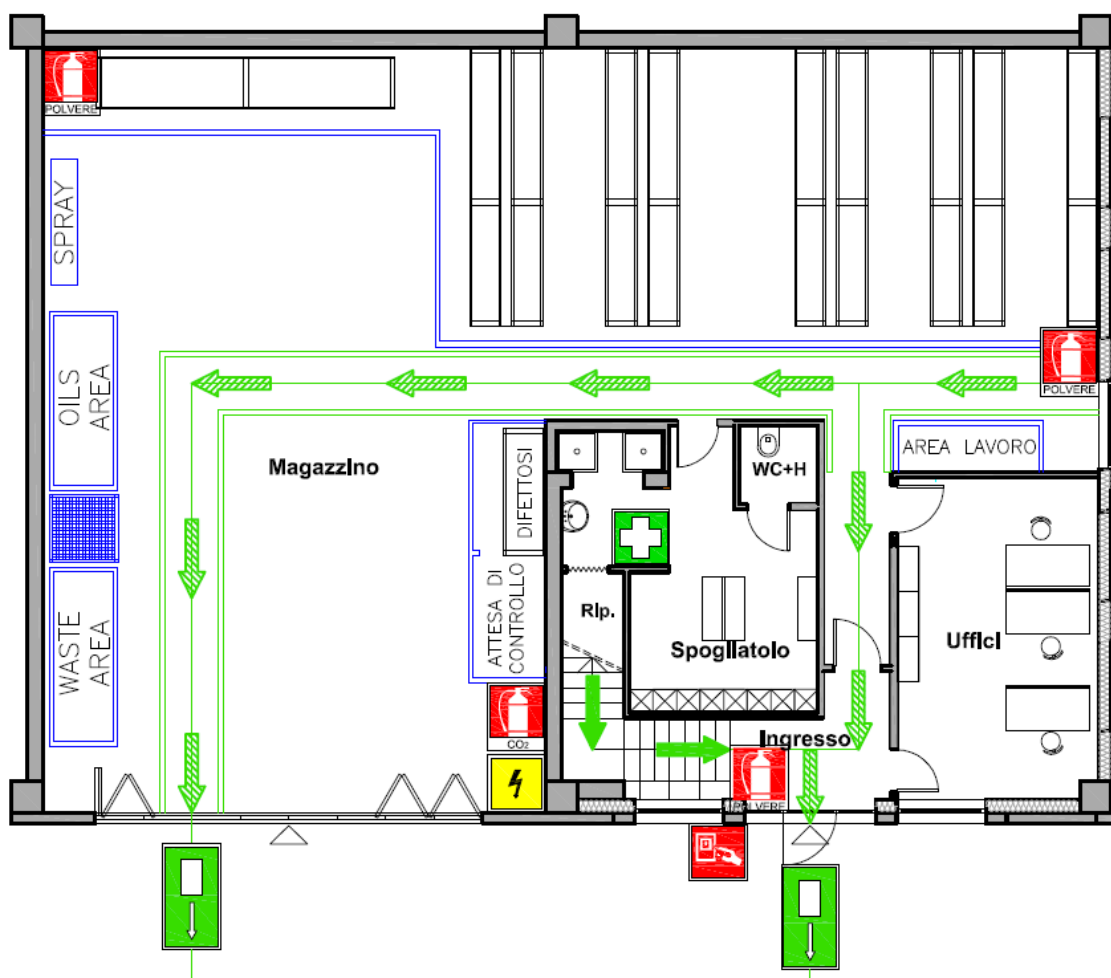 POLVERE
SPRAY
OILS
AREA
WASTE
AREA
Magazzino
ATTESA DI
CONTROLLO
DIFETTOSI
CO2
WC+H
Rip.
Spogliatoio
Ingresso
POLVERE
AREA LAVORO
POLVERE
Uffici